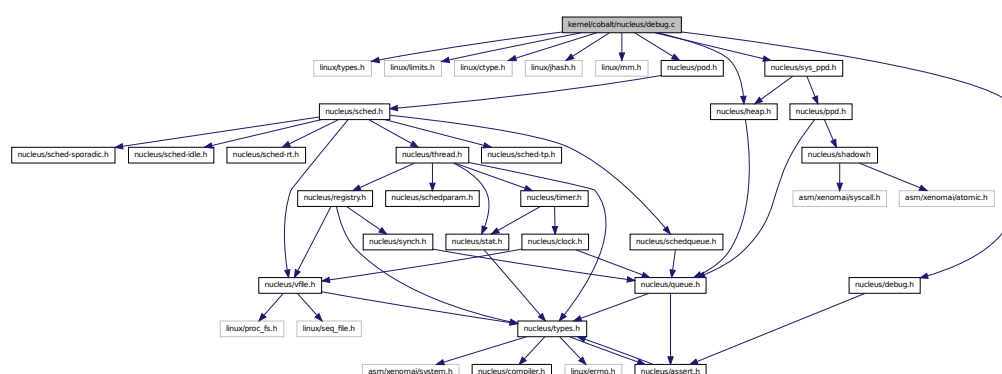 kernel/cobalt/nucleus/debug.c
linux/types.h
linux/limits.h
linux/ctype.h
linux/jhash.h
linux/mm.h
nucleus/pod.h
nucleus/sys_ppd.h
nucleus/sched.h
nucleus/heap.h
nucleus/ppd.h
nucleus/sched-sporadic.h
nucleus/sched-idle.h
nucleus/sched-rt.h
nucleus/thread.h
nucleus/sched-tp.h
nucleus/shadow.h
nucleus/registry.h
nucleus/schedparam.h
nucleus/timer.h
asm/xenomai/syscall.h
asm/xenomai/atomic.h
nucleus/synch.h
nucleus/stat.h
nucleus/clock.h
nucleus/schedqueue.h
nucleus/vfile.h
nucleus/queue.h
nucleus/debug.h
linux/proc_fs.h
linux/seq_file.h
nucleus/types.h
asm/xenomai/system.h
nucleus/compiler.h
linux/errno.h
nucleus/assert.h